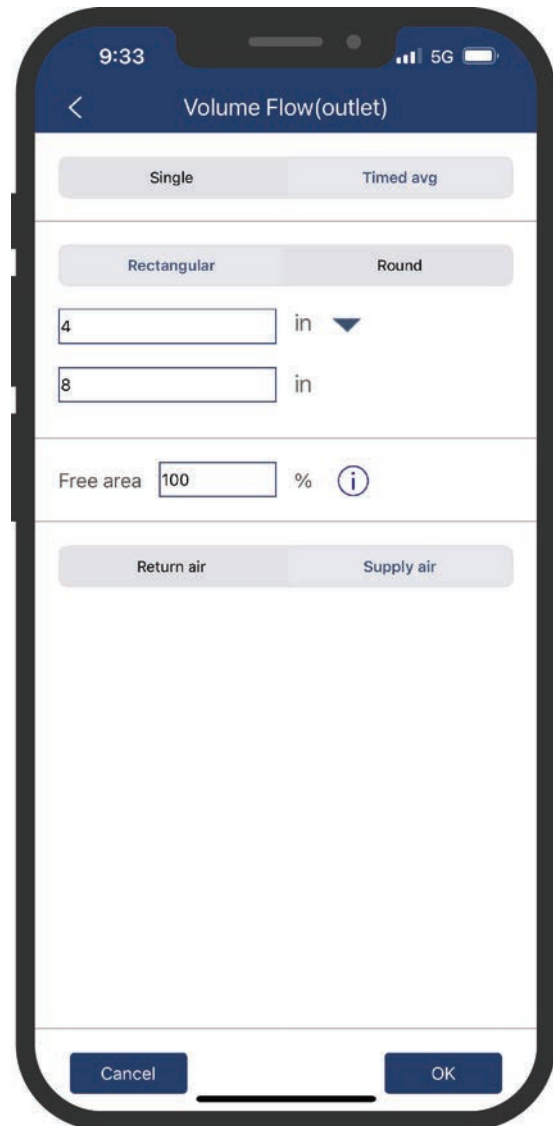 9:33 5G
Volume Flow(outlet)
Single Timed avg
Rectangular Round
4 in
8 in
Free area 100 % i
Return air Supply air
Cancel OK